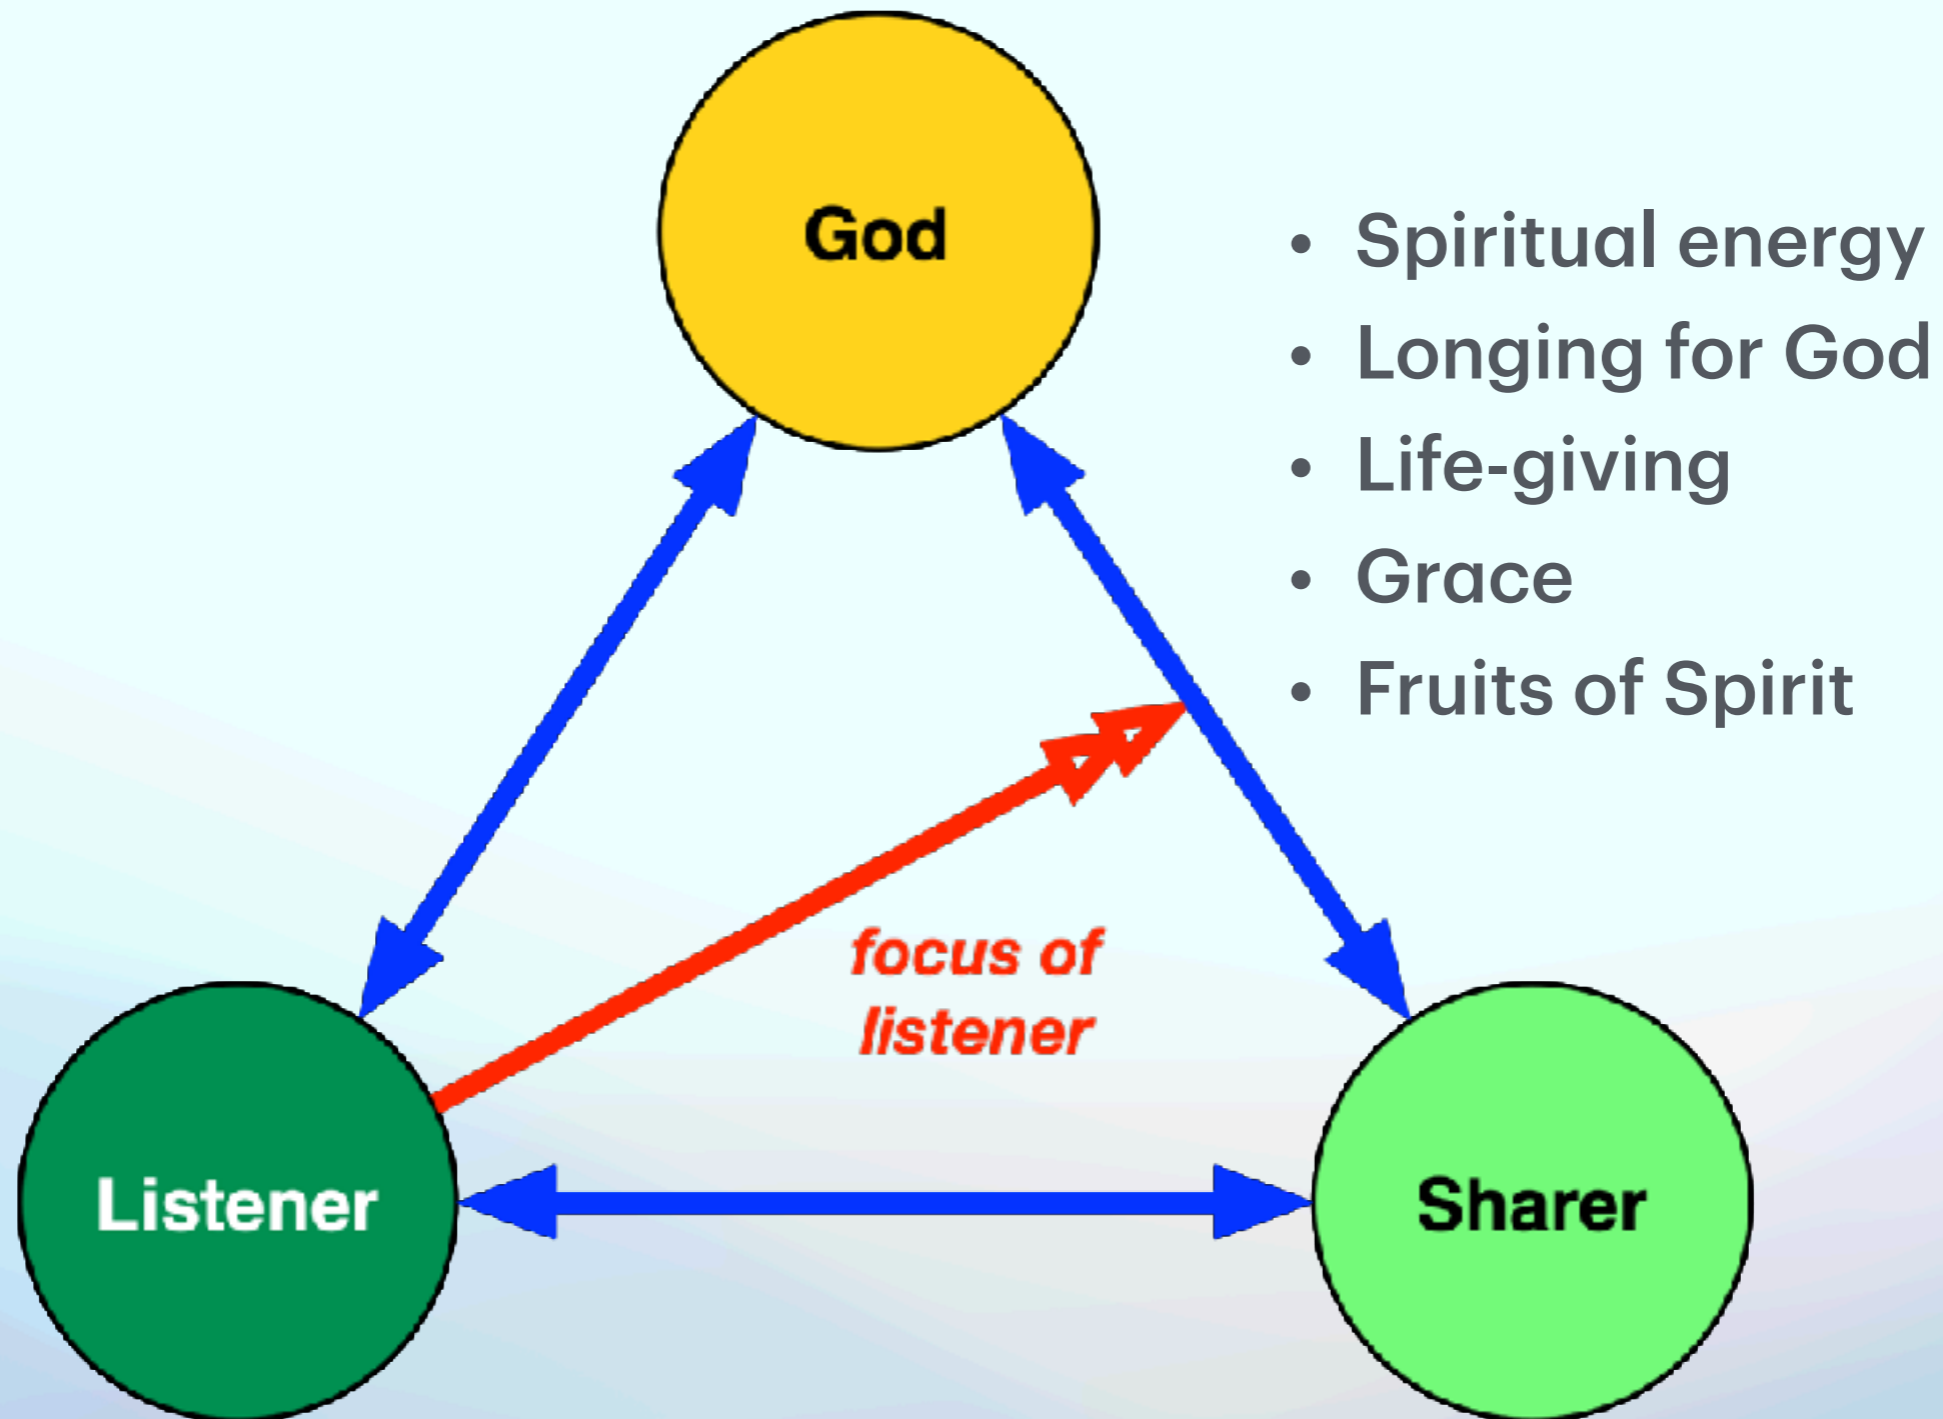 God
• Spiritual energy
• Longing for God
• Life-giving
• Grace
• Fruits of Spirit
focus of
listener
Listener
Sharer